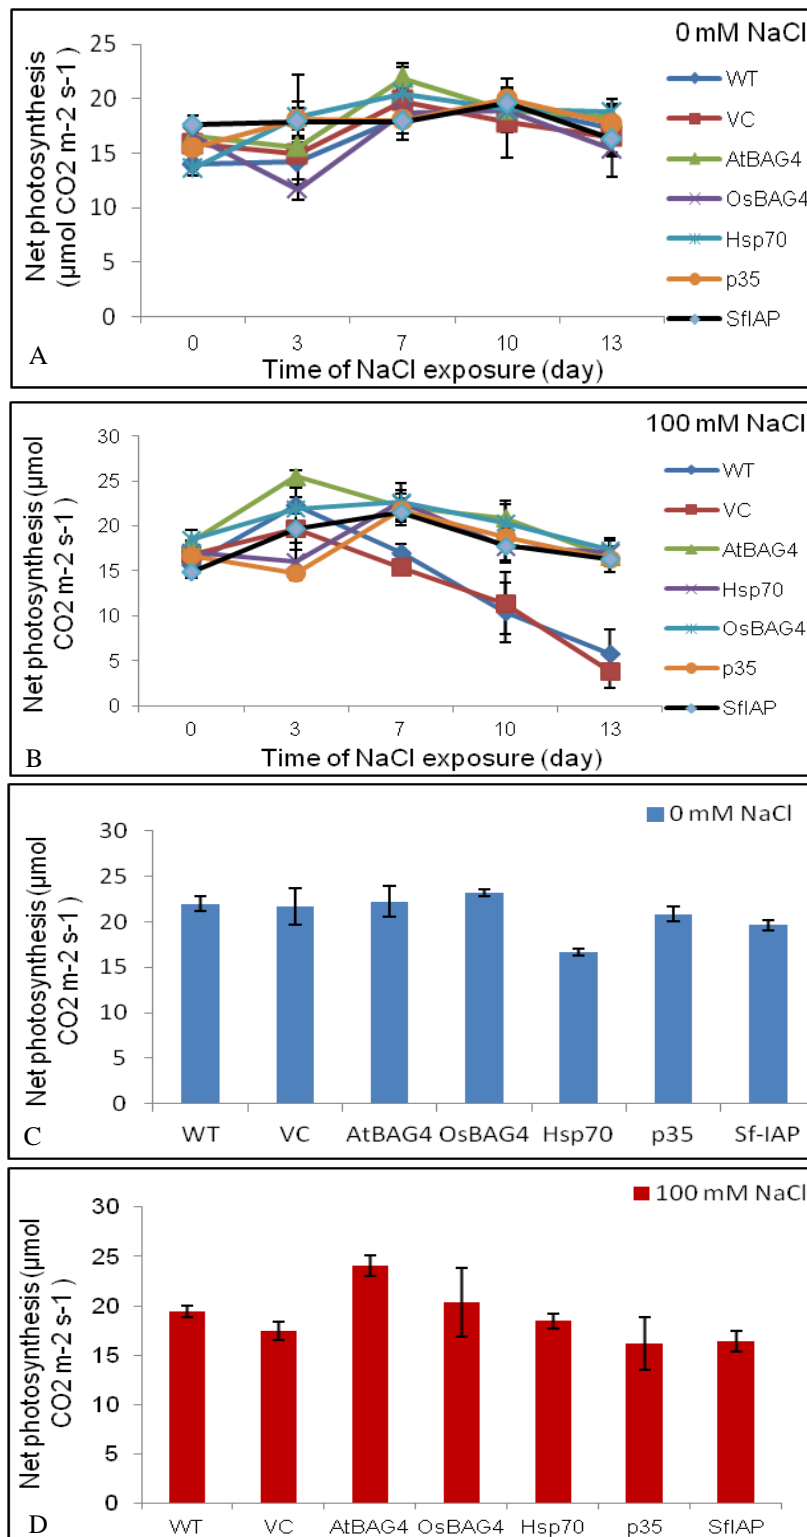 0 mM NaCl
Net photosynthesis
(µmol CO2 m-2 s-1 )
25
20
15
10
5
0
WT
VC
AtBAG4
OsBAG4
Hsp70
p35
SfIAP
0 3 7 10 13
Time of NaCl exposure (day)
A
100 mM NaCl
Net photosynthesis (µmol
CO2 m-2 s-1 )
30
25
20
15
10
5
0
WT
VC
AtBAG4
Hsp70
OsBAG4
p35
SfIAP
0 3 7 10 13
Time of NaCl exposure (day)
B
0 mM NaCl
Net photosynthesis (µmol
CO2 m-2 s-1 )
30
25
20
15
10
5
0
WT VC AtBAG4 OsBAG4 Hsp70 p35 Sf-IAP
C
100 mM NaCl
Net photosynthesis (µmol
CO2 m-2 s-1 )
30
25
20
15
10
5
0
WT VC AtBAG4 OsBAG4 Hsp70 p35 SfIAP
D